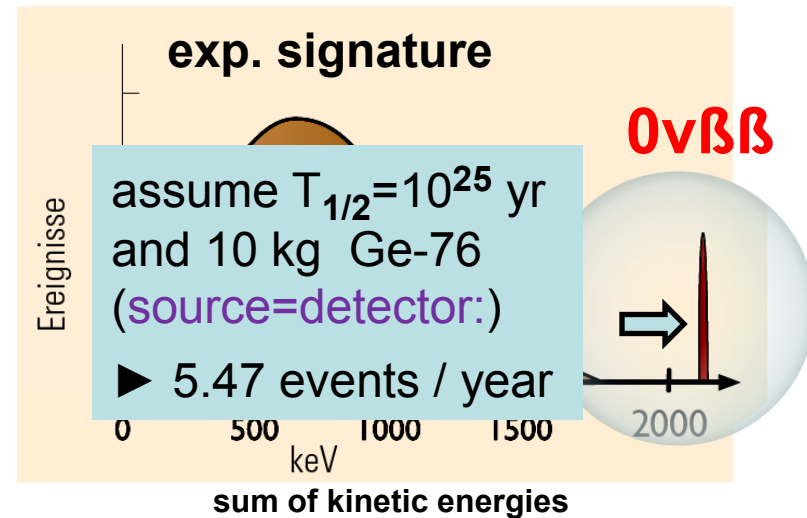 exp. signature
0vßß
Ereignisse
assume T1/2=10^25 yr
and 10 kg Ge-76
(source=detector:)
► 5.47 events / year
0 500 1000 1500 2000
keV
sum of kinetic energies